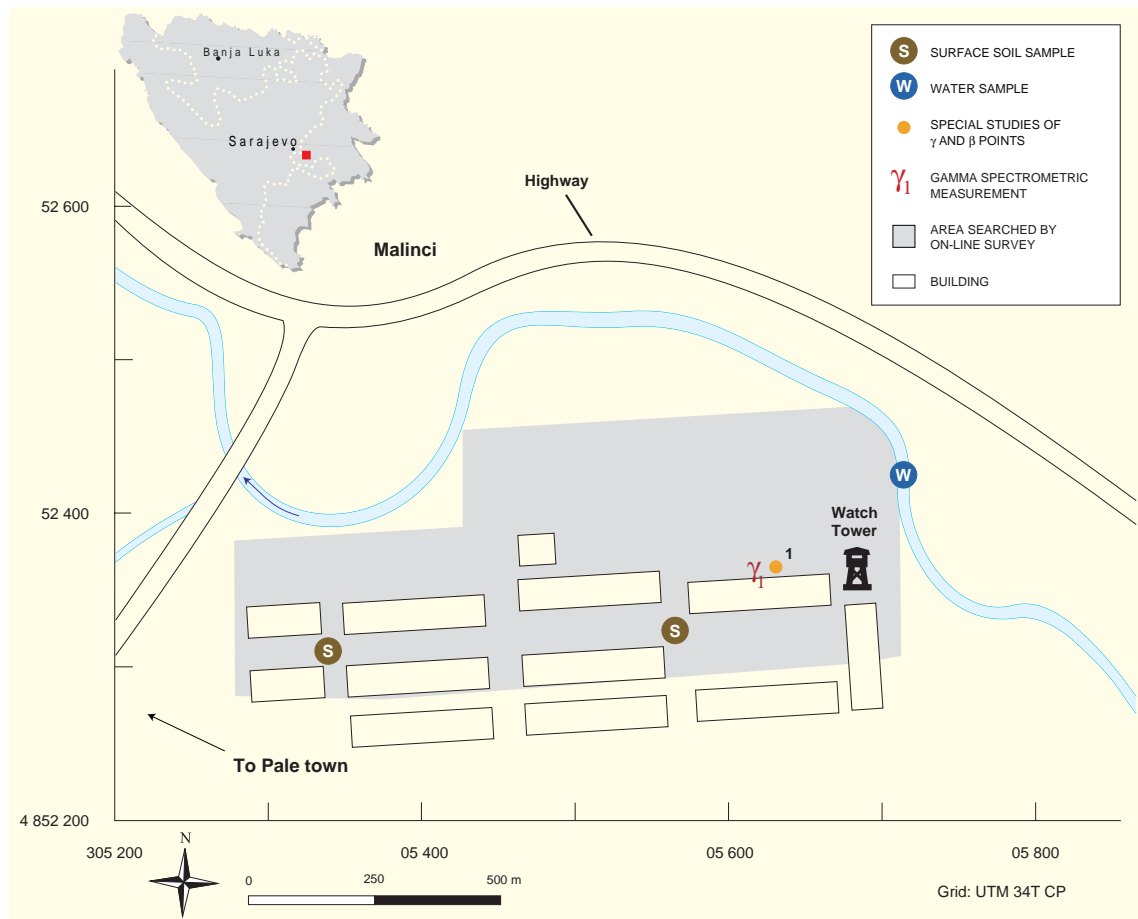 Banja Luka
Sarajevo
S SURFACE SOIL SAMPLE
W WATER SAMPLE
SPECIAL STUDIES OF
γ AND β POINTS
γ1 GAMMA SPECTROMETRIC
MEASUREMENT
AREA SEARCHED BY
ON-LINE SURVEY
BUILDING
Highway
52 600
Malinci
W
52 400
Watch
Tower
1
γ1
S
S
To Pale town
4 852 200
305 200
05 400
05 600
05 800
N
0
250
500 m
Grid: UTM 34T CP